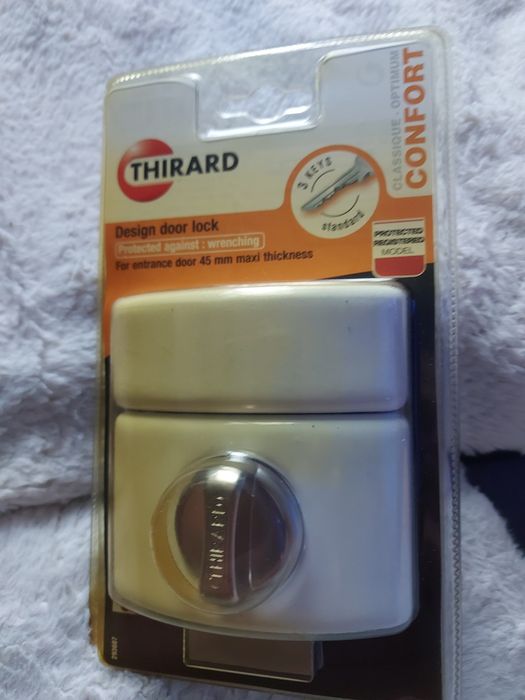 THIRARD
3 KEYS
standard
CLASSIQUE - OPTIMUM
CONFORT
Design door lock
Protected against : wrenching
For entrance door 45 mm maxi thickness
PROTECTED
REGISTERED
MODEL
THIRARD